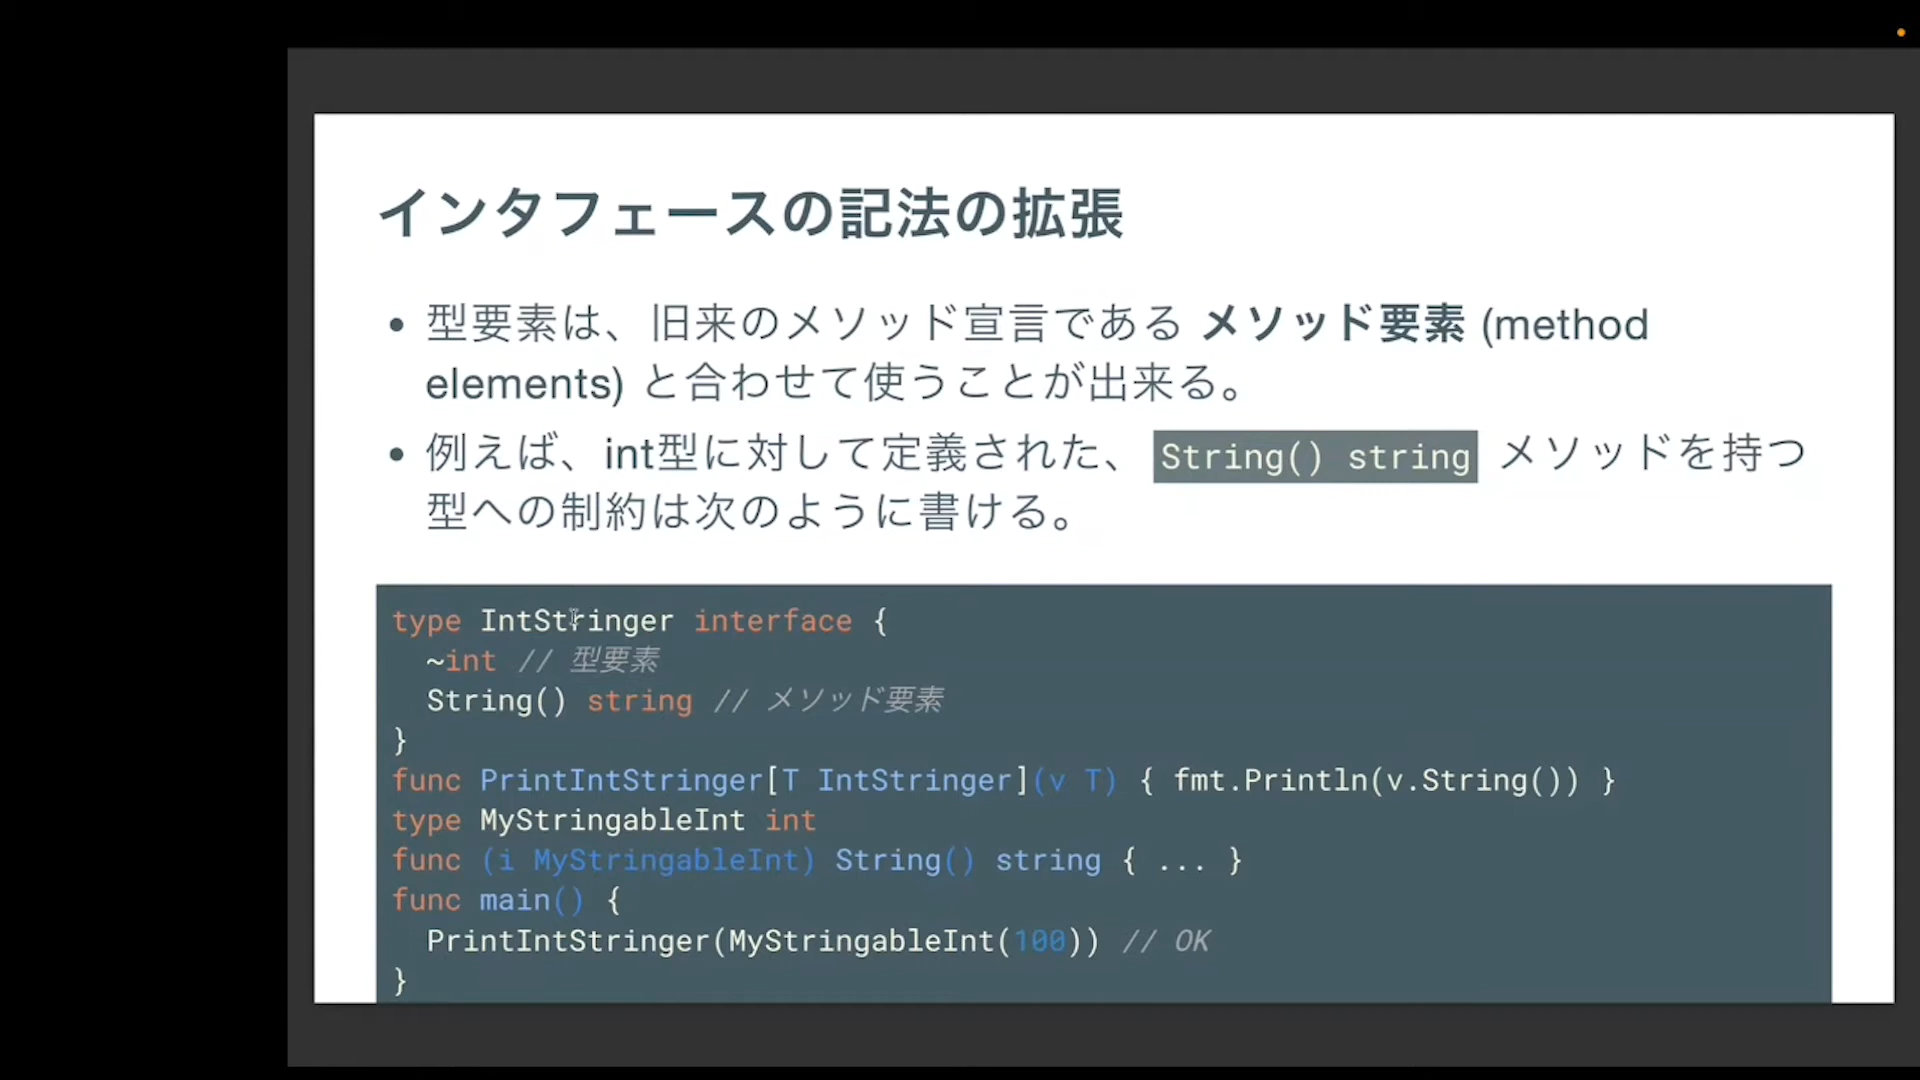 インタフェースの記法の拡張
• 型要素は、旧来のメソッド宣言である メソッド要素 (method
elements) と合わせて使うことが出来る。
• 例えば、int型に対して定義された、 String() string メソッドを持つ
型への制約は次のように書ける。
type IntStringer interface {
  ~int // 型要素
  String() string // メソッド要素
}
func PrintIntStringer[T IntStringer](v T) { fmt.Println(v.String()) }
type MyStringableInt int
func (i MyStringableInt) String() string { ... }
func main() {
  PrintIntStringer(MyStringableInt(100)) // OK
}